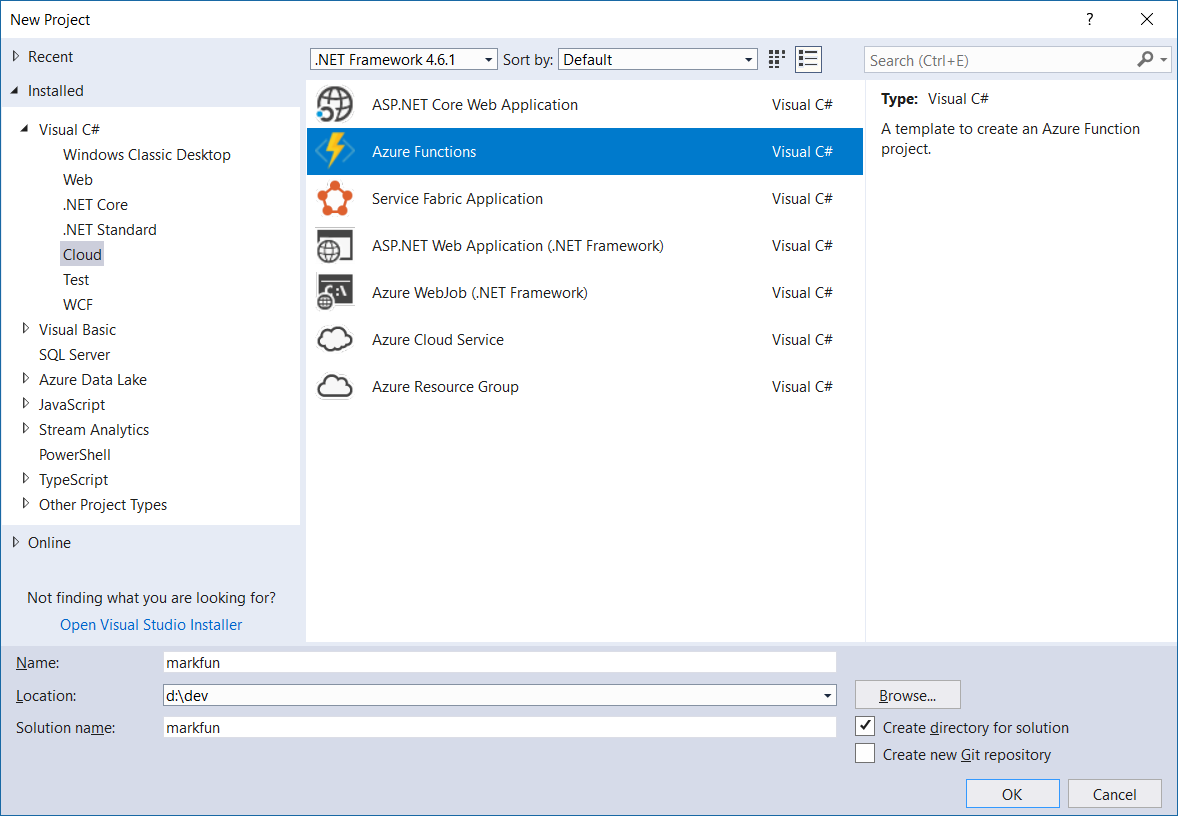 New Project
?
Recent
Installed
Visual C#
Windows Classic Desktop
Web
.NET Core
.NET Standard
Cloud
Test
WCF
Visual Basic
SQL Server
Azure Data Lake
JavaScript
Stream Analytics
PowerShell
TypeScript
Other Project Types
Online
Not finding what you are looking for?
Open Visual Studio Installer
.NET Framework 4.6.1 Sort by: Default
ASP.NET Core Web Application Visual C#
Azure Functions Visual C#
Service Fabric Application Visual C#
ASP.NET Web Application (.NET Framework) Visual C#
Azure WebJob (.NET Framework) Visual C#
Azure Cloud Service Visual C#
Azure Resource Group Visual C#
Search (Ctrl+E)
Type: Visual C#
A template to create an Azure Function
project.
Name: markfun
Location: d:\dev Browse...
Solution name: markfun
Create directory for solution
Create new Git repository
OK Cancel